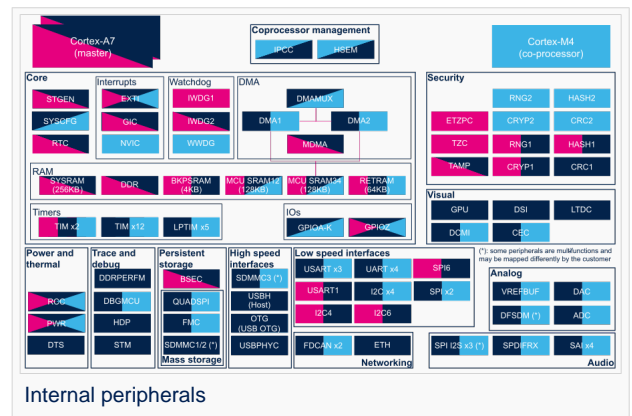 Cortex-A7
(master)
Coprocessor management
IPCC
HSEM
Cortex-M4
(co-processor)
Core
STGEN
SYSCFG
RTC
Interrupts
EXTI
GIC
NVIC
Watchdog
IWDG1
IWDG2
WWDG
DMA
DMAMUX
DMA1
DMA2
MDMA
Security
RNG2
HASH2
ETZPC
CRYP2
CRC2
TZC
RNG1
HASH1
TAMP
CRYP1
CRC1
RAM
SYSRAM
(256KB)
DDR
BKPSRAM
(4KB)
MCU SRAM12
(128KB)
MCU SRAM34
(128KB)
RETRAM
(64KB)
Timers
TIM x2
TIM x12
LPTIM x5
IOs
GPIOA-K
GPIOZ
Visual
GPU
DSI
LTDC
DCMI
CEC
Power and
thermal
RCC
PWR
DTS
Trace and
debug
DDRPERFM
DBGMCU
HDP
STM
Persistent
storage
BSEC
QUADSPI
FMC
SDMMC1/2 (*)
Mass storage
High speed
interfaces
SDMMC3 (*)
USBH
(Host)
OTG
(USB OTG)
USBPHYC
Low speed interfaces
USART x3
UART x4
SPI6
USART1
I2C x4
SPI x2
I2C4
I2C6
FDCAN x2
ETH
Networking
(*): some peripherals are multifunctions and
may be mapped differently by the customer
Analog
VREFBUF
DAC
DFSDM (*)
ADC
SPI I2S x3 (*)
SPDIFRX
SAI x4
Audio
Internal peripherals